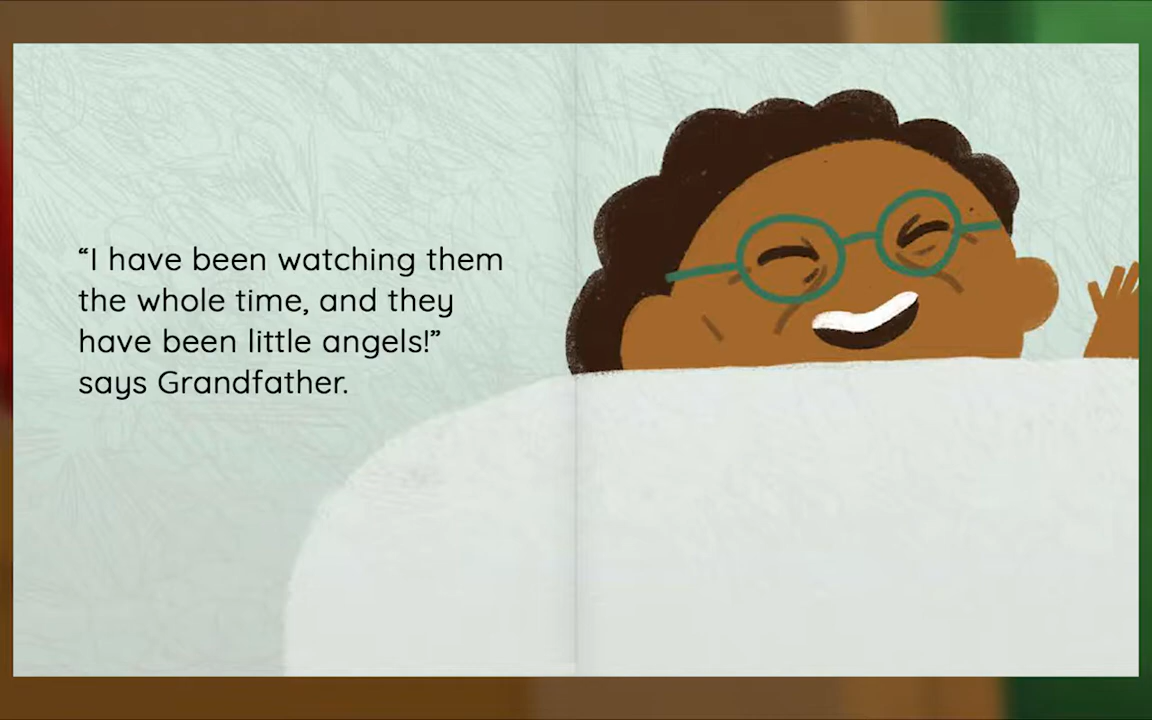 “I have been watching them
the whole time, and they
have been little angels!”
says Grandfather.